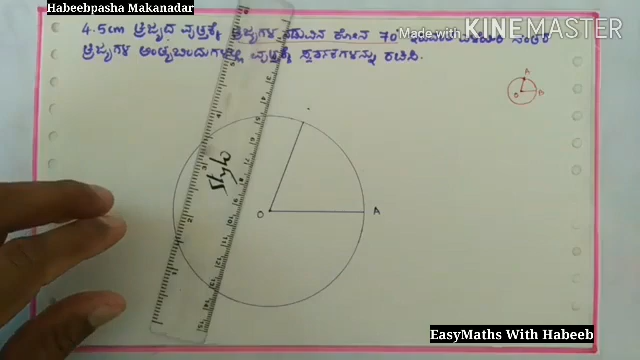 Habeebpasha Makanadar
Made with KINEMASTER
4.5cm ತ್ರಿಜ್ಯದ ವೃತ್ತಕ್ಕೆ ತ್ರಿಜ್ಯಗಳ ನಡುವಿನ ಕೋನ 70
ತ್ರಿಜ್ಯಗಳ ಅಂತ್ಯಬಿಂದುಗಳಲ್ಲಿ ವೃತ್ತಕ್ಕೆ ಸ್ಪರ್ಶಕಗಳನ್ನು ರಚಿಸಿ.
A
O B
Stylo
O A
EasyMaths With Habeeb